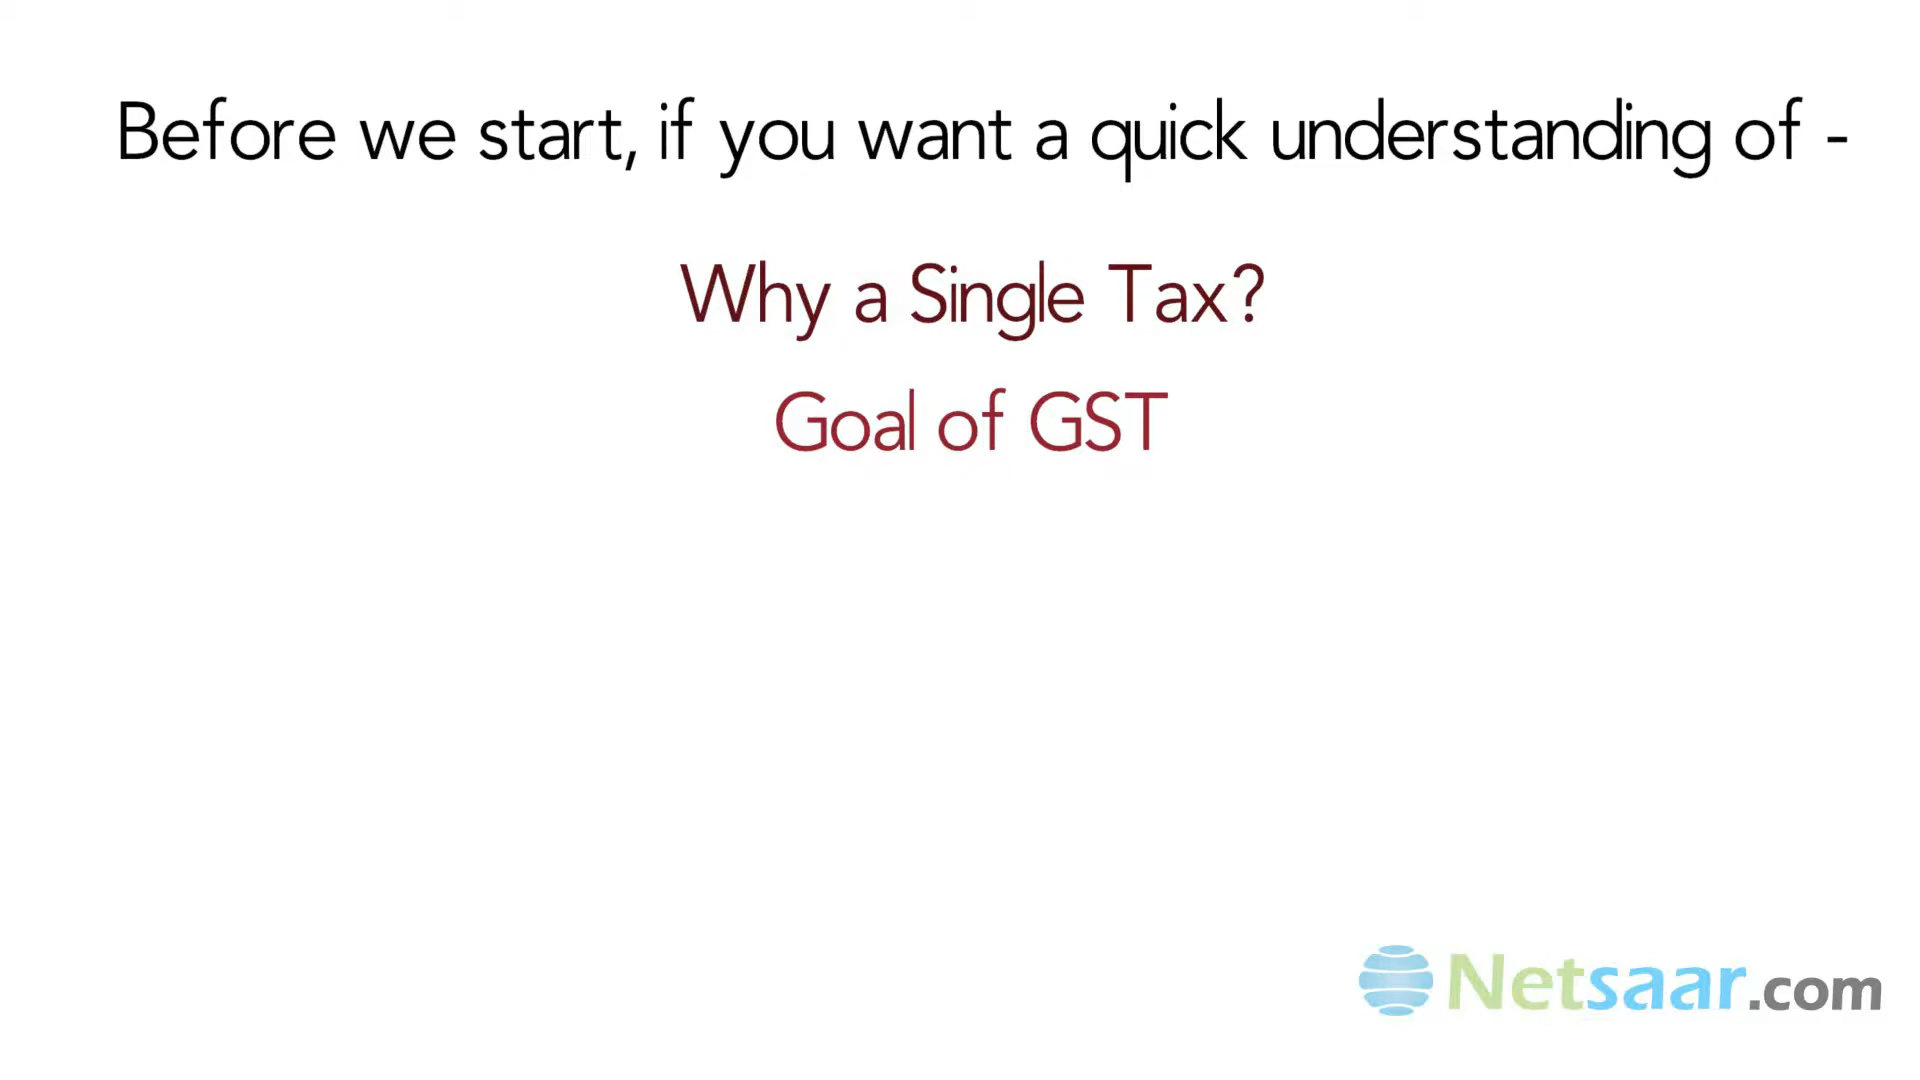 Before we start, if you want a quick understanding of -
Why a Single Tax?
Goal of GST
Netsaar.com